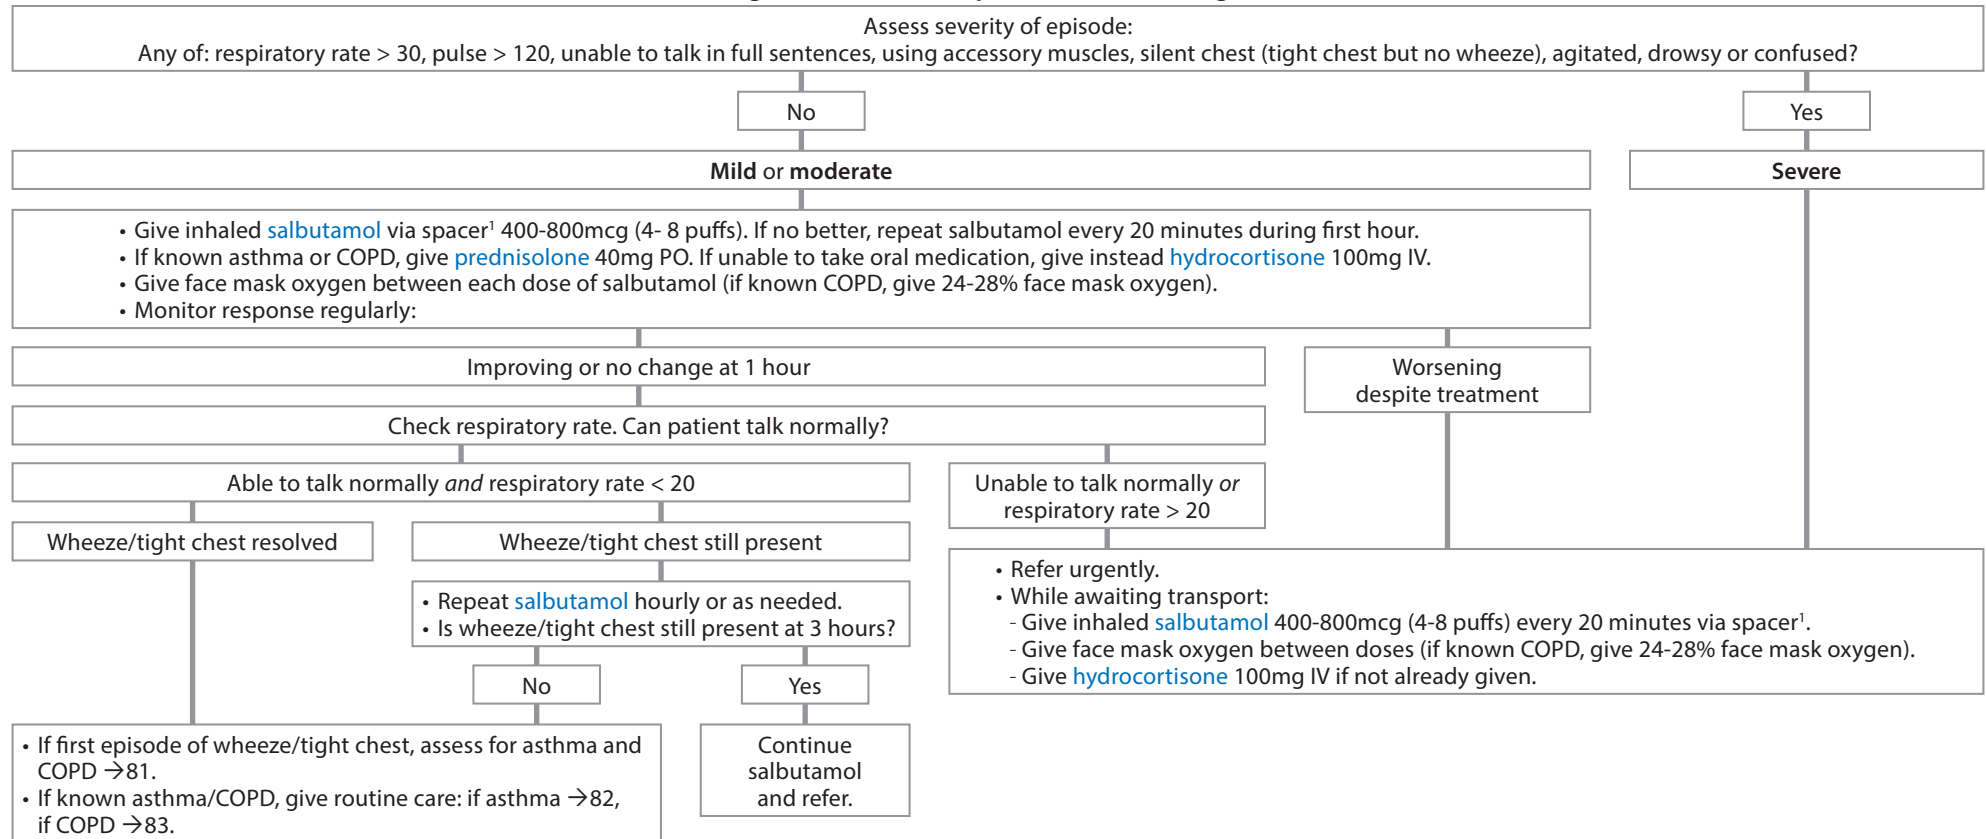 Assess severity of episode:
Any of: respiratory rate > 30, pulse > 120, unable to talk in full sentences, using accessory muscles, silent chest (tight chest but no wheeze), agitated, drowsy or confused?
No
Yes
Mild or moderate
Severe
• Give inhaled salbutamol via spacer¹ 400-800mcg (4- 8 puffs). If no better, repeat salbutamol every 20 minutes during first hour.
• If known asthma or COPD, give prednisolone 40mg PO. If unable to take oral medication, give instead hydrocortisone 100mg IV.
• Give face mask oxygen between each dose of salbutamol (if known COPD, give 24-28% face mask oxygen).
• Monitor response regularly:
Improving or no change at 1 hour
Worsening
despite treatment
Check respiratory rate. Can patient talk normally?
Able to talk normally and respiratory rate < 20
Unable to talk normally or
respiratory rate > 20
Wheeze/tight chest resolved
Wheeze/tight chest still present
• Repeat salbutamol hourly or as needed.
• Is wheeze/tight chest still present at 3 hours?
• Refer urgently.
• While awaiting transport:
- Give inhaled salbutamol 400-800mcg (4-8 puffs) every 20 minutes via spacer¹.
- Give face mask oxygen between doses (if known COPD, give 24-28% face mask oxygen).
- Give hydrocortisone 100mg IV if not already given.
No
Yes
• If first episode of wheeze/tight chest, assess for asthma and
COPD →81.
• If known asthma/COPD, give routine care: if asthma →82,
if COPD →83.
Continue
salbutamol
and refer.